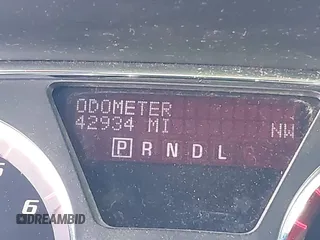 ODOMETER
42934 MI NW
P R N D L
6
DREAMBID